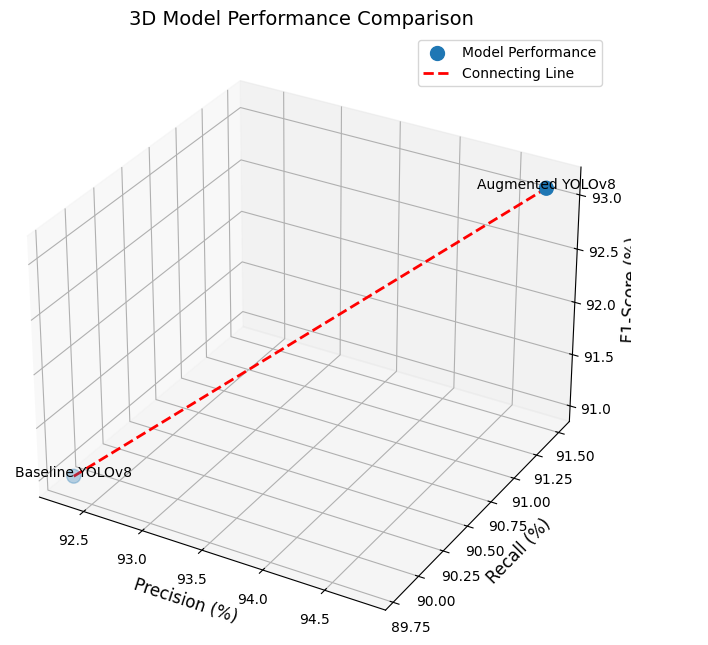 3D Model Performance Comparison
Model Performance
Connecting Line
Augmented YOLOv8
Baseline YOLOv8
93.0
92.5
92.0
91.5
91.0
F1-Score (%)
91.50
91.25
91.00
90.75
90.50
90.25
90.00
89.75
Recall (%)
92.5
93.0
93.5
94.0
94.5
Precision (%)